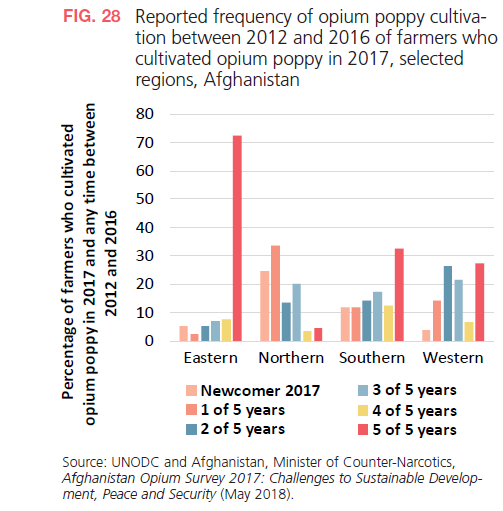 FIG. 28 Reported frequency of opium poppy cultiva-
tion between 2012 and 2016 of farmers who
cultivated opium poppy in 2017, selected
regions, Afghanistan
Percentage of farmers who cultivated
opium poppy in 2017 and any time between
2012 and 2016
80
70
60
50
40
30
20
10
0
Eastern Northern Southern Western
Newcomer 2017
1 of 5 years
2 of 5 years
3 of 5 years
4 of 5 years
5 of 5 years
Source: UNODC and Afghanistan, Minister of Counter-Narcotics,
Afghanistan Opium Survey 2017: Challenges to Sustainable Develop-
ment, Peace and Security (May 2018).